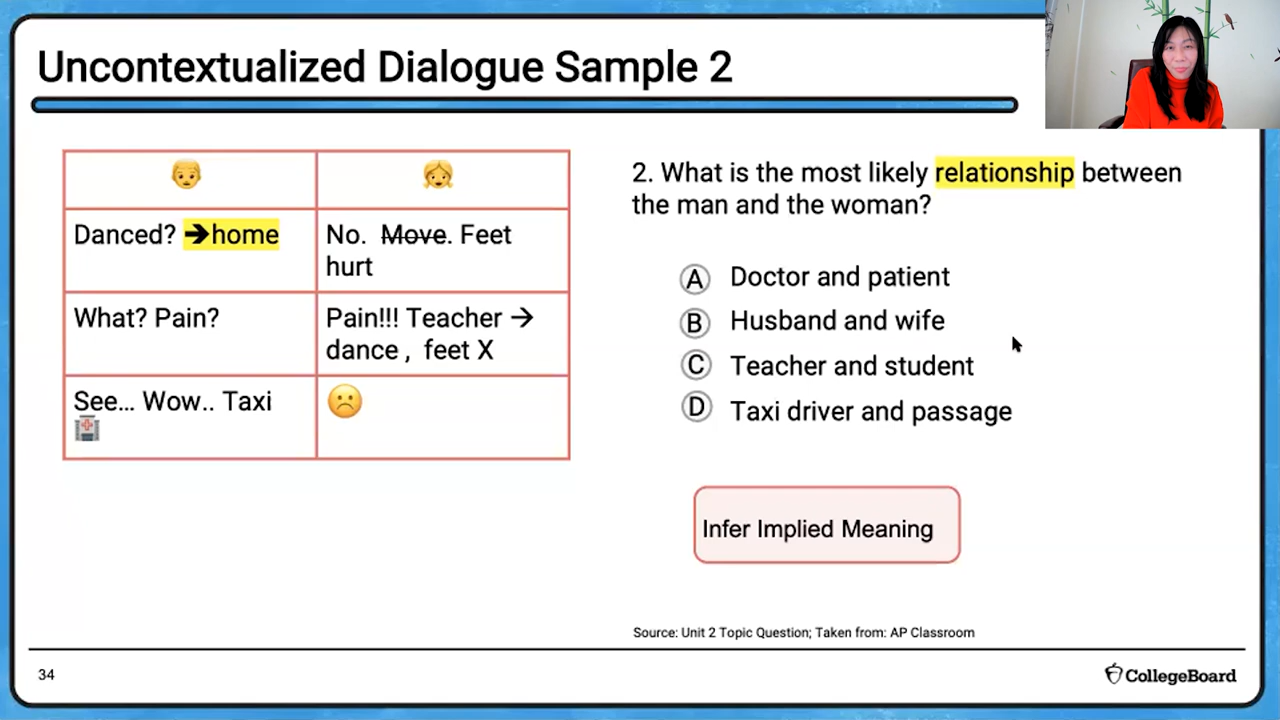 Uncontextualized Dialogue Sample 2
Danced? →home
No. Move. Feet
hurt
What? Pain?
Pain!!! Teacher →
dance , feet X
See... Wow.. Taxi
2. What is the most likely relationship between
the man and the woman?
A Doctor and patient
B Husband and wife
C Teacher and student
D Taxi driver and passage
Infer Implied Meaning
Source: Unit 2 Topic Question; Taken from: AP Classroom
34
CollegeBoard